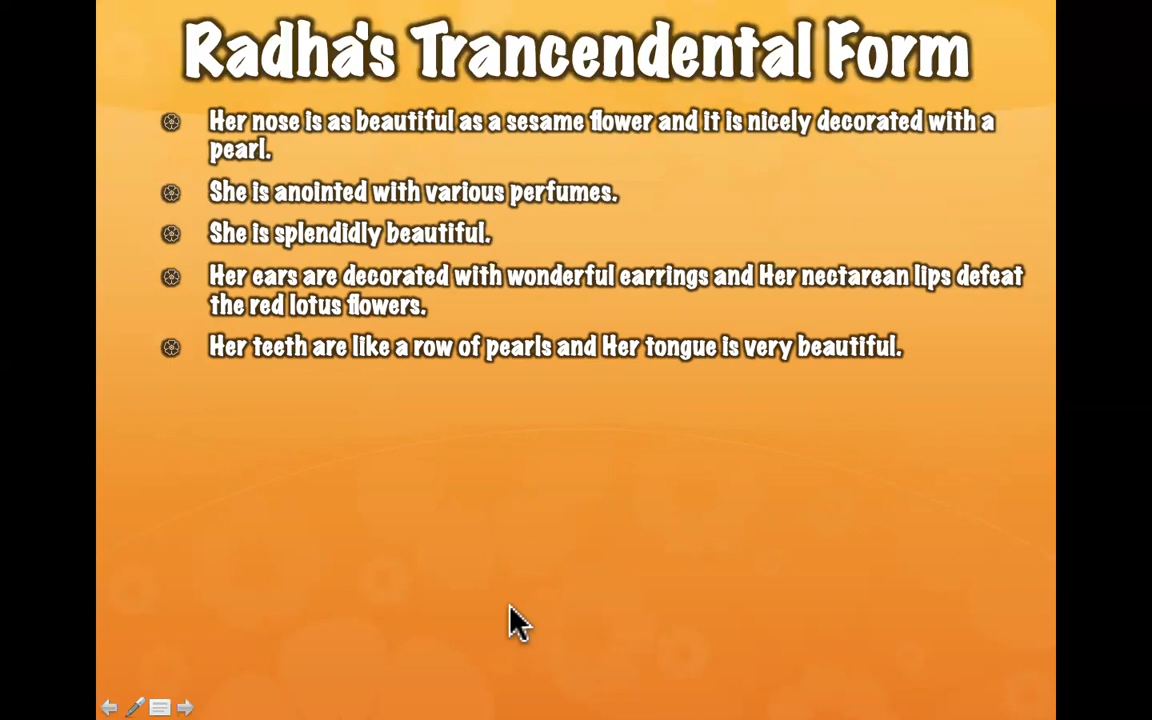 Radha's Trancendental Form
Her nose is as beautiful as a sesame flower and it is nicely decorated with a
pearl.
She is anointed with various perfumes.
She is splendidly beautiful.
Her ears are decorated with wonderful earrings and Her nectarean lips defeat
the red lotus flowers.
Her teeth are like a row of pearls and Her tongue is very beautiful.